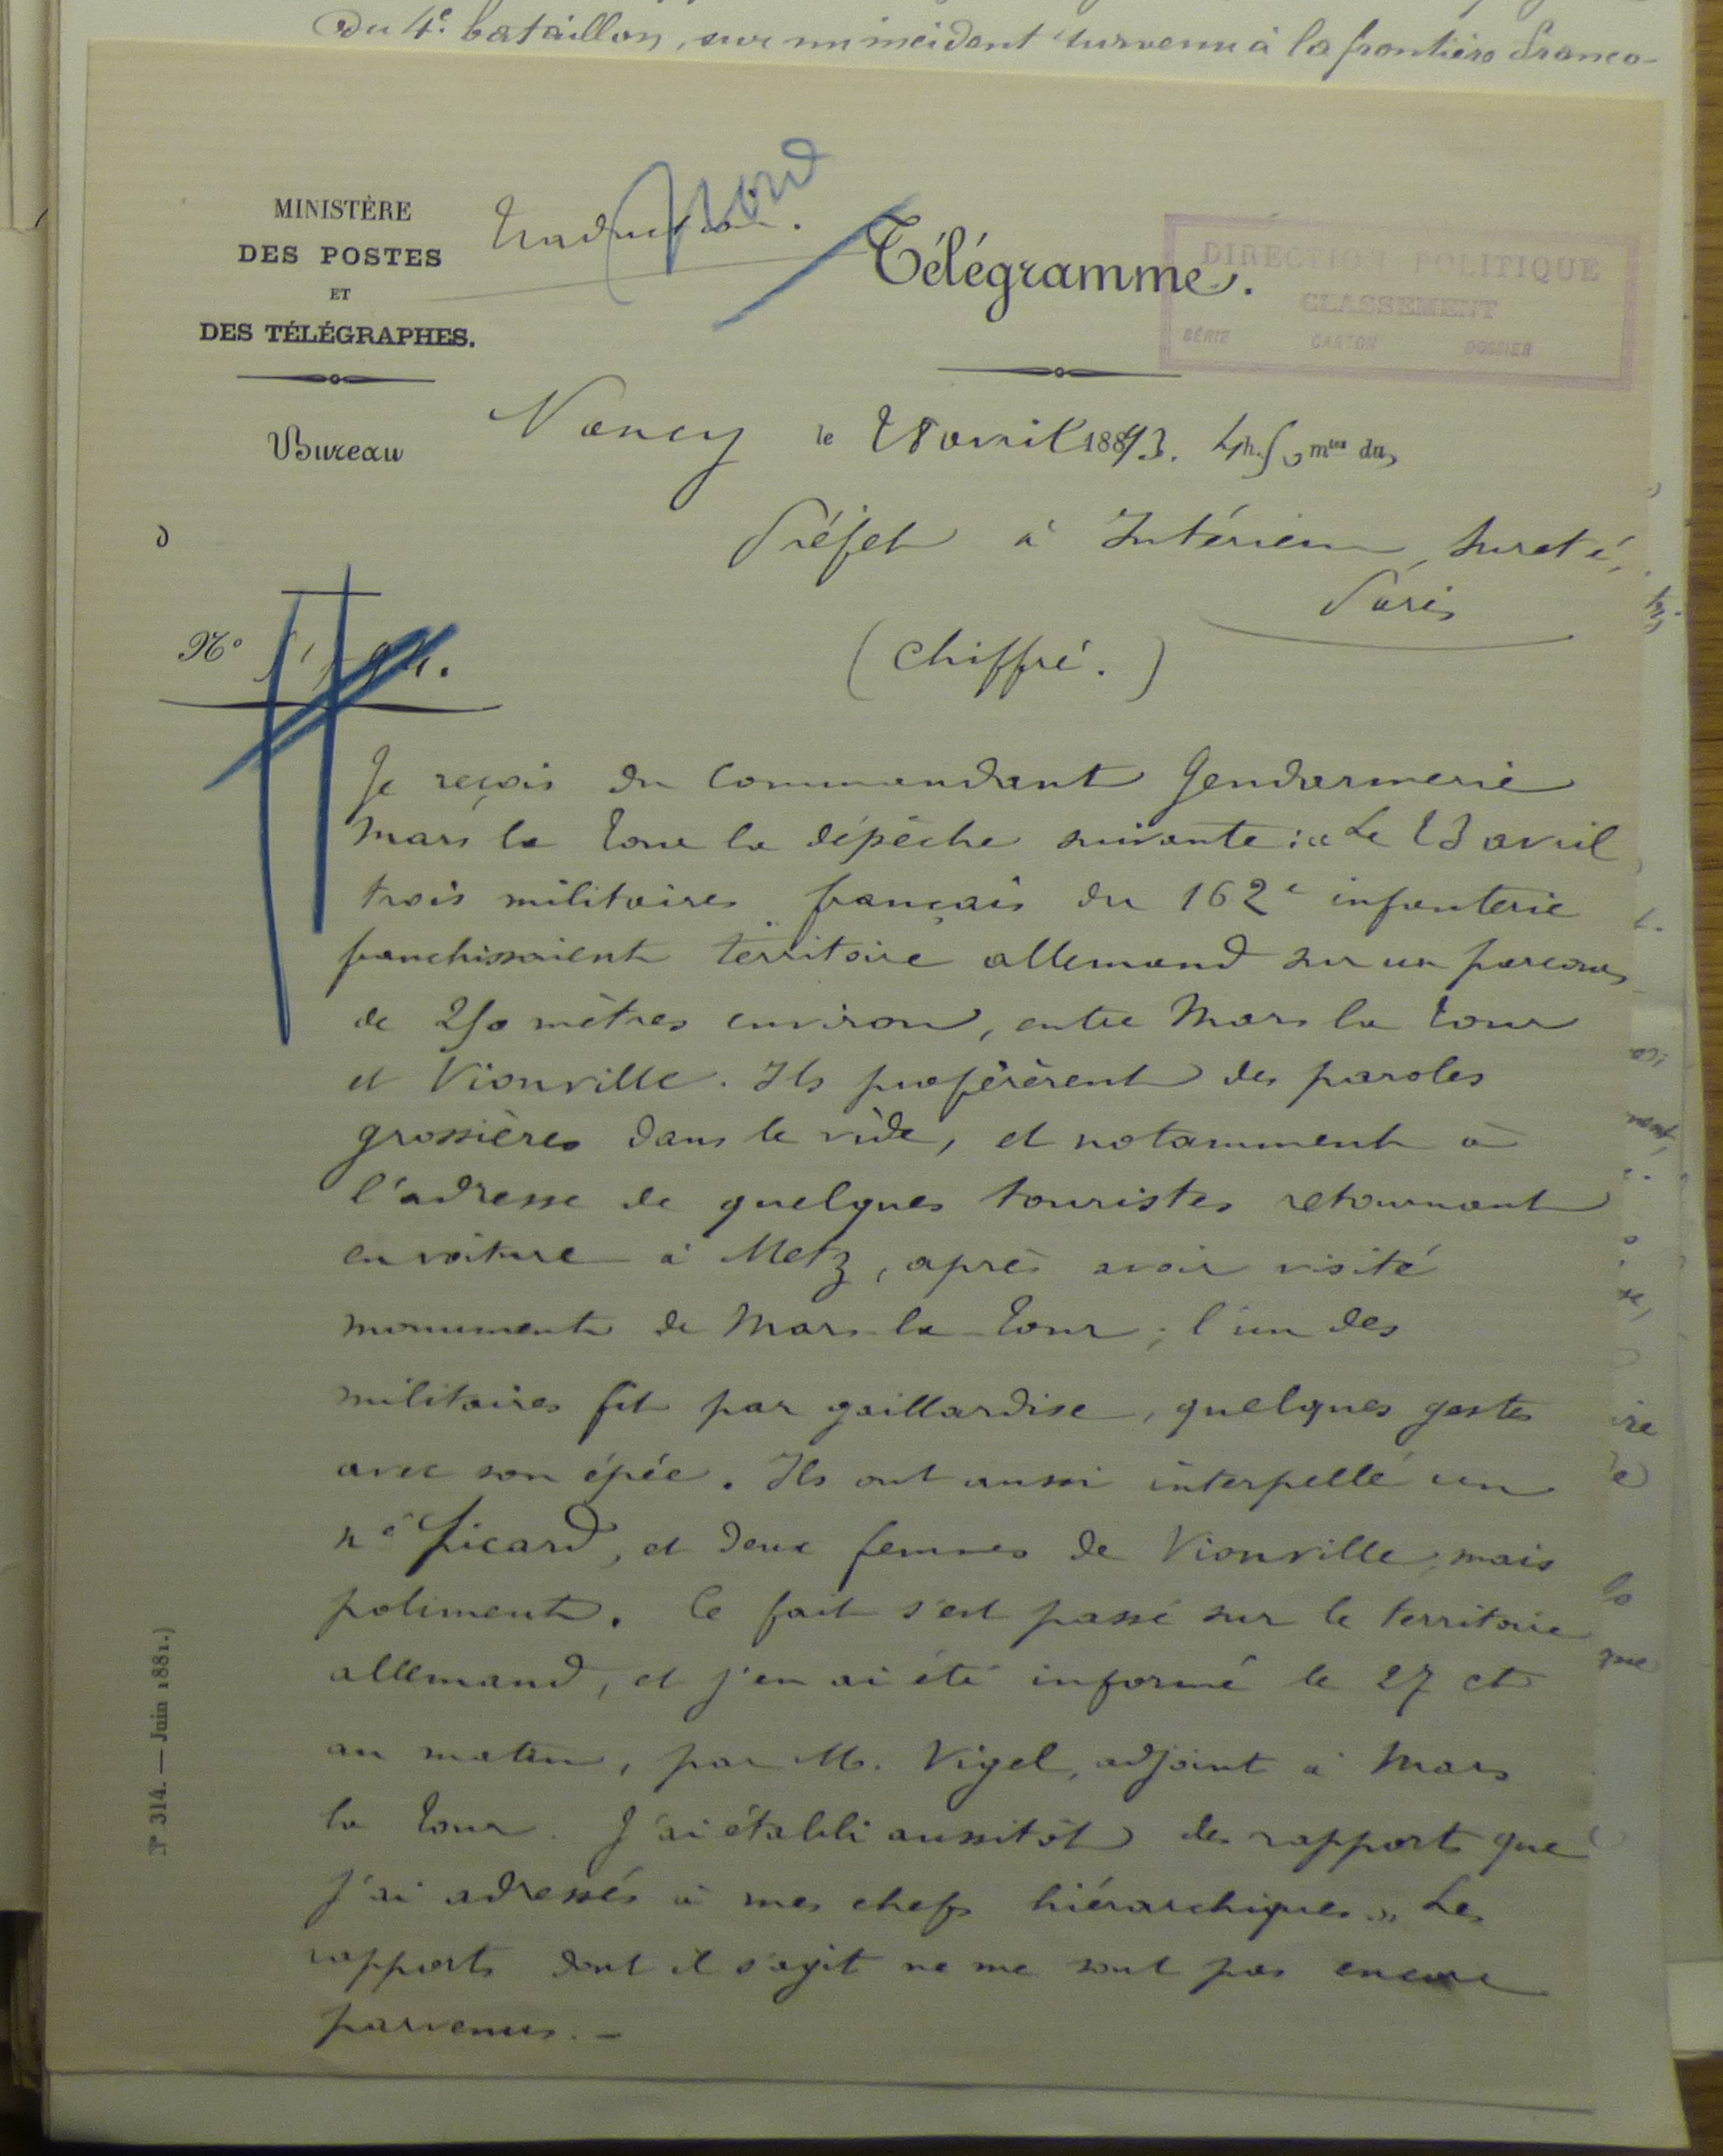 Du 4e. bataillon, sur un incident survenu à la frontière franco-
MINISTÈRE
DES POSTES
ET
DES TÉLÉGRAPHES.
Traduction.
Nord
Télégramme.
DIRECTION POLITIQUE
CLASSEMENT
SÉRIE CARTON DOSSIER
Bureau
Nancy le 28 avril 1893. 4h. 50 mtes du
d
Préfet à Intérieur, Sureté,
Paris
No
(Chiffré.)
Je reçois du Commandant Gendarmerie
Mars la Tour la dépêche suivante : « Le 23 avril
trois militaires français du 162e infanterie
franchissaient territoire allemand sur un parcours
de 250 mètres environ, entre Mars la Tour
et Vionville. Ils proférèrent des paroles
grossières dans le vide, et notamment à
l'adresse de quelques touristes retournant
en voiture à Metz, après avoir visité
monument de Mars-la-Tour ; l'un des
militaires fit par gaillardise, quelques gestes
avec son épée. Ils ont aussi interpellé un
né Picard, et deux femmes de Vionville, mais
poliment. Ce fait s'est passé sur le territoire
allemand, et j'en ai été informé le 27 ct
au matin, par M. Vigel, adjoint à Mars
la Tour. J'ai établi aussitôt des rapports que
j'ai adressés à mes chefs hiérarchiques. » Les
rapports dont il s'agit ne me sont pas encore
parvenus. –
N° 314. — Juin 1881.)